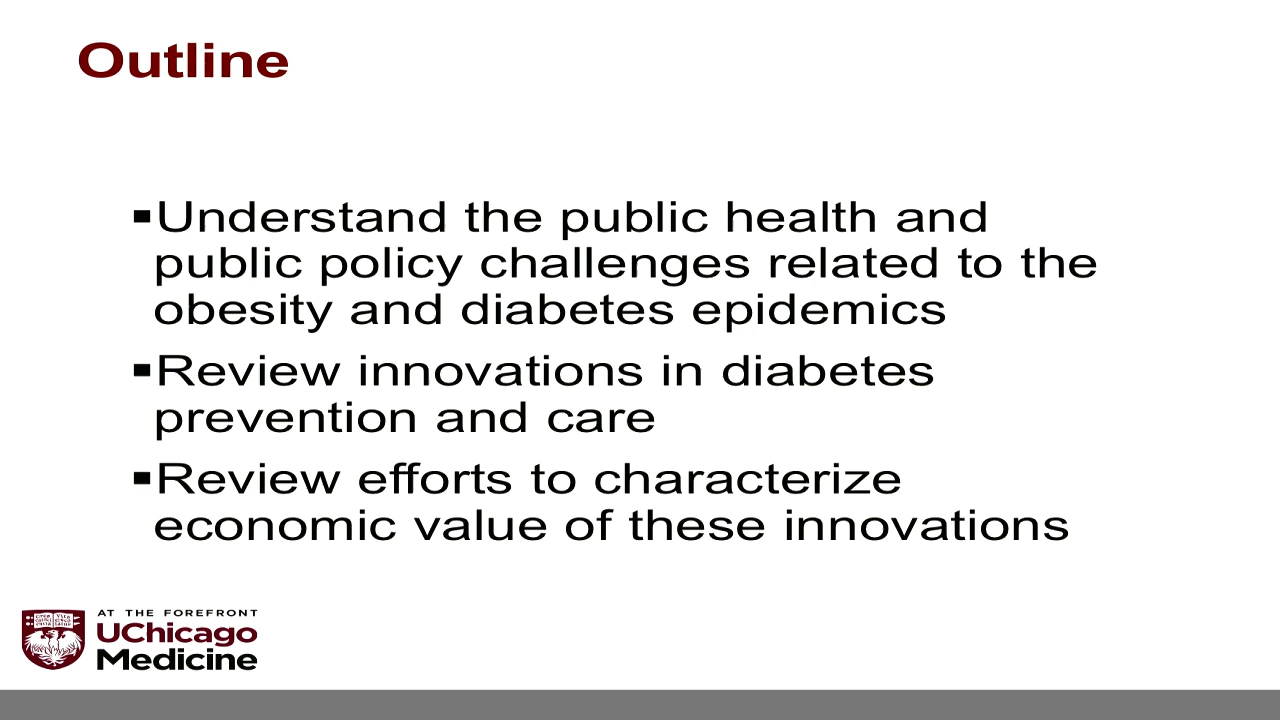 Outline
▪Understand the public health and
public policy challenges related to the
obesity and diabetes epidemics
▪Review innovations in diabetes
prevention and care
▪Review efforts to characterize
economic value of these innovations
AT THE FOREFRONT
UChicago
Medicine